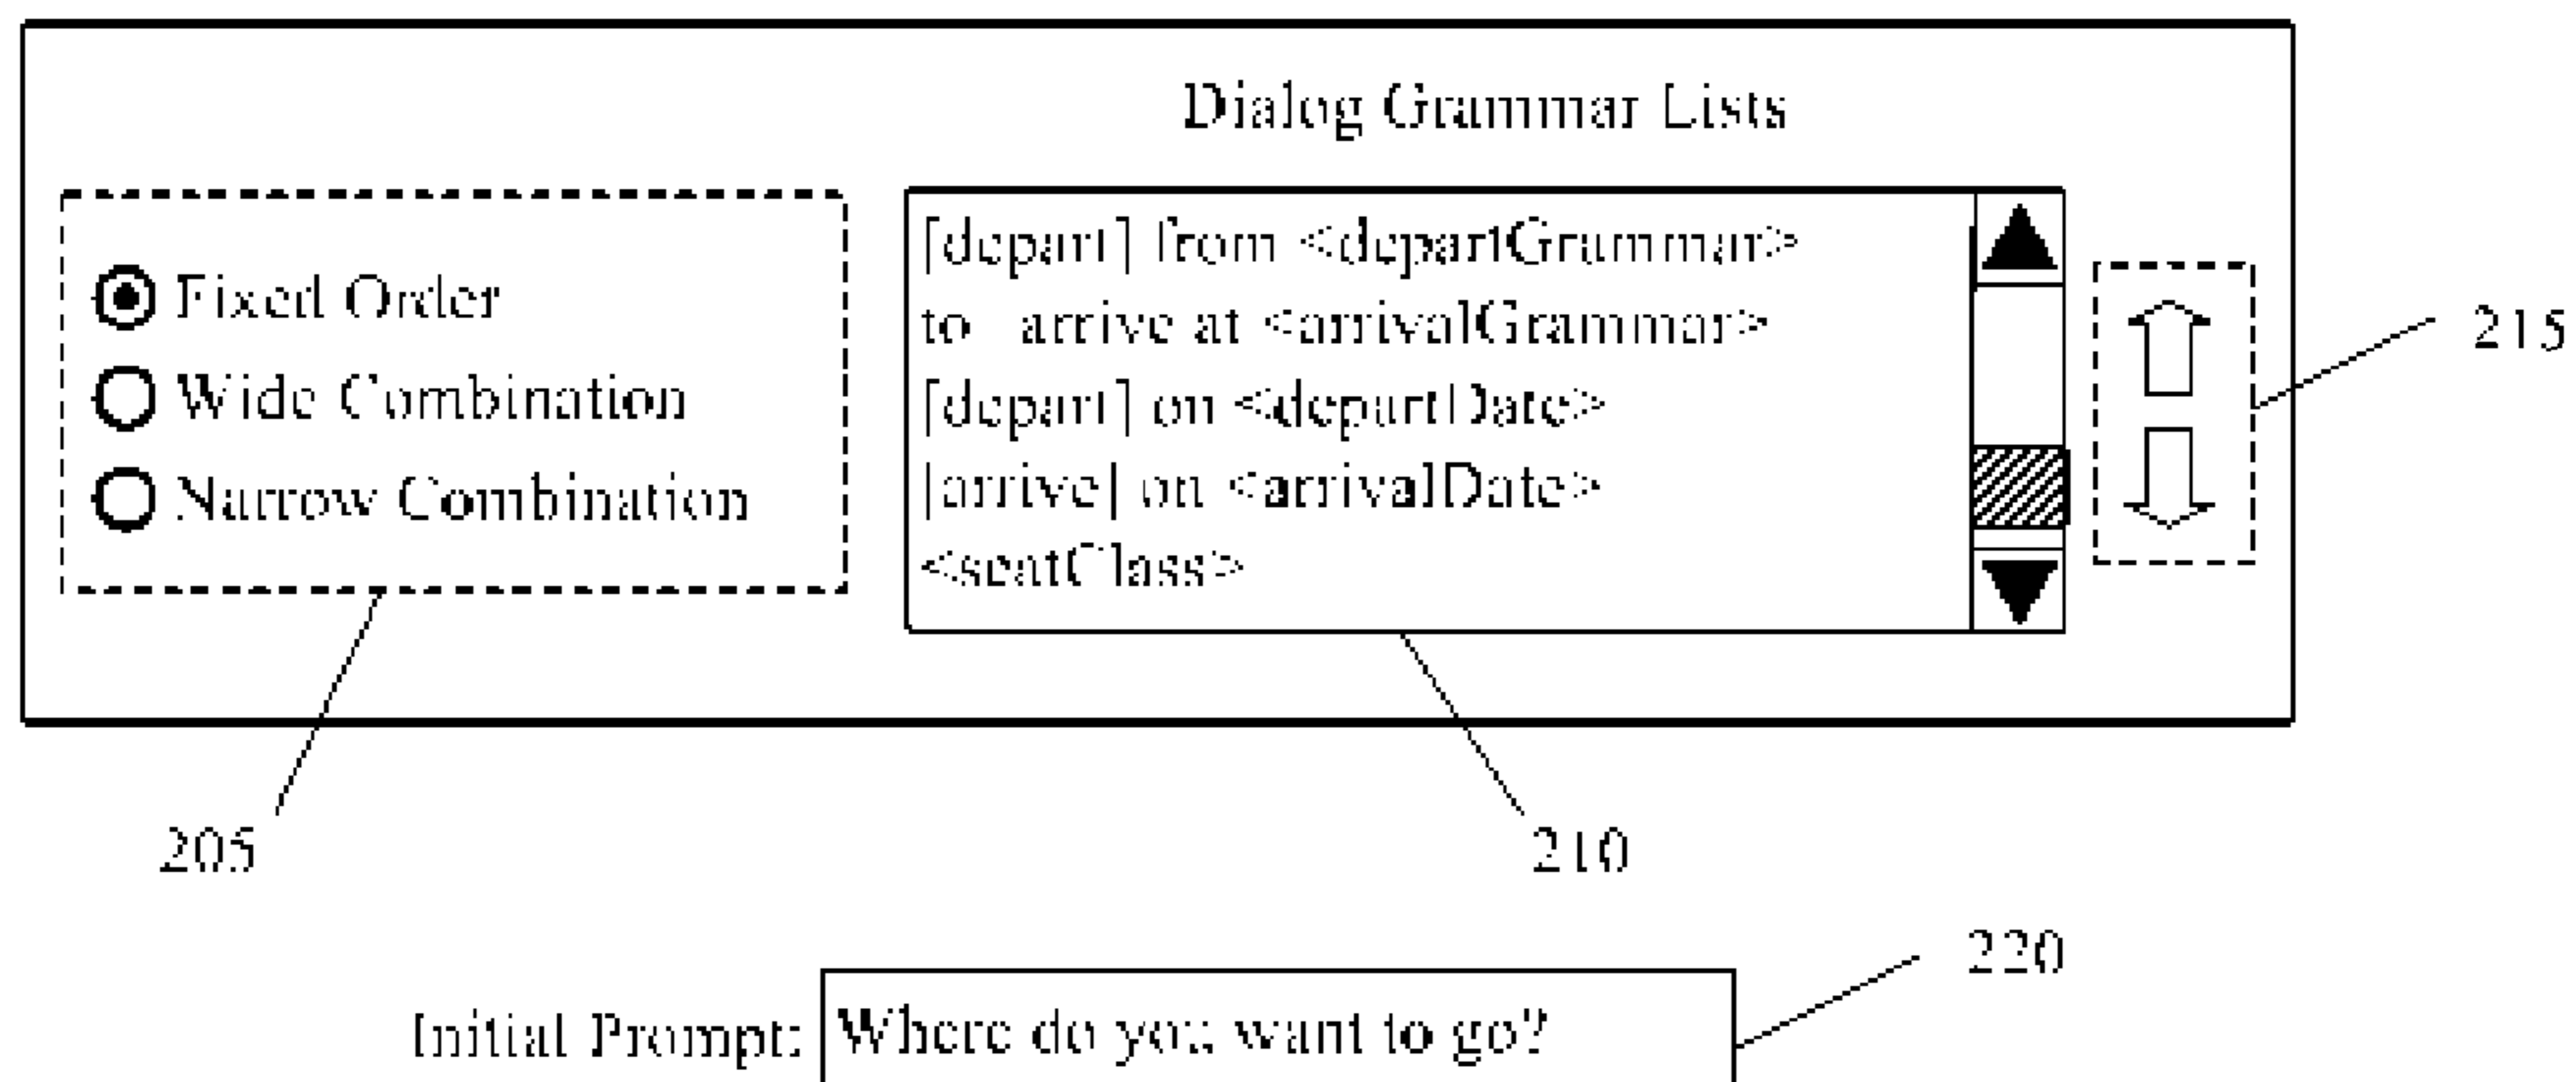 Dialog Grammar Lists
Fixed Order
Wide Combination
Narrow Combination
[depart] from <departGrammar>
to   arrive at <arrivalGrammar>
[depart] on <departDate>
[arrive] on <arrivalDate>
<seatClass>
215
205
210
220
Initial Prompt: Where do you want to go?